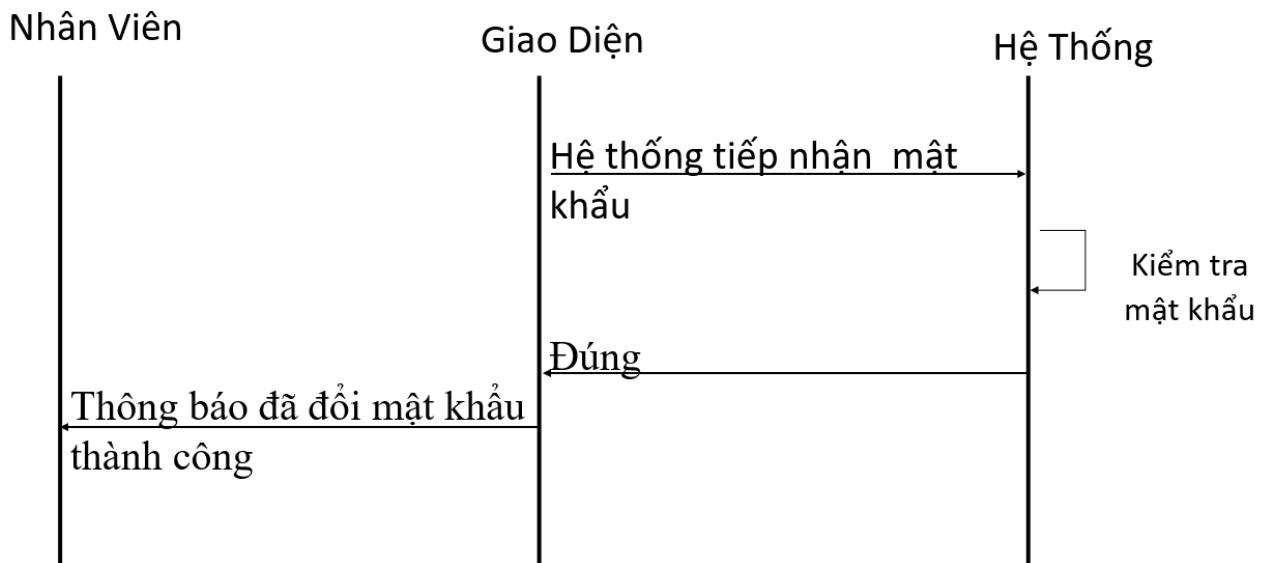 Nhân Viên
Giao Diện
Hệ Thống
Hệ thống tiếp nhận  mật
khẩu
Kiểm tra
mật khẩu
Đúng
Thông báo đã đổi mật khẩu
thành công